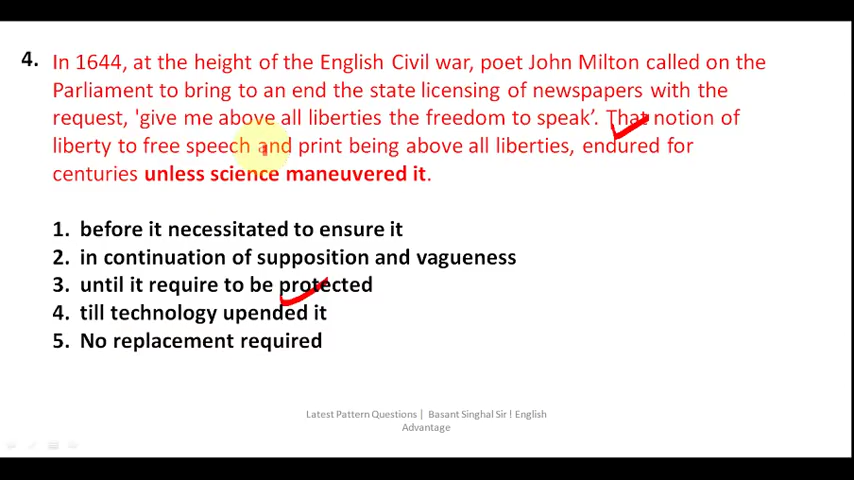 4. In 1644, at the height of the English Civil war, poet John Milton called on the
Parliament to bring to an end the state licensing of newspapers with the
request, 'give me above all liberties the freedom to speak’. That notion of
liberty to free speech and print being above all liberties, endured for
centuries unless science maneuvered it.
1. before it necessitated to ensure it
2. in continuation of supposition and vagueness
3. until it require to be protected
4. till technology upended it
5. No replacement required
Latest Pattern Questions | Basant Singhal Sir ! English
Advantage